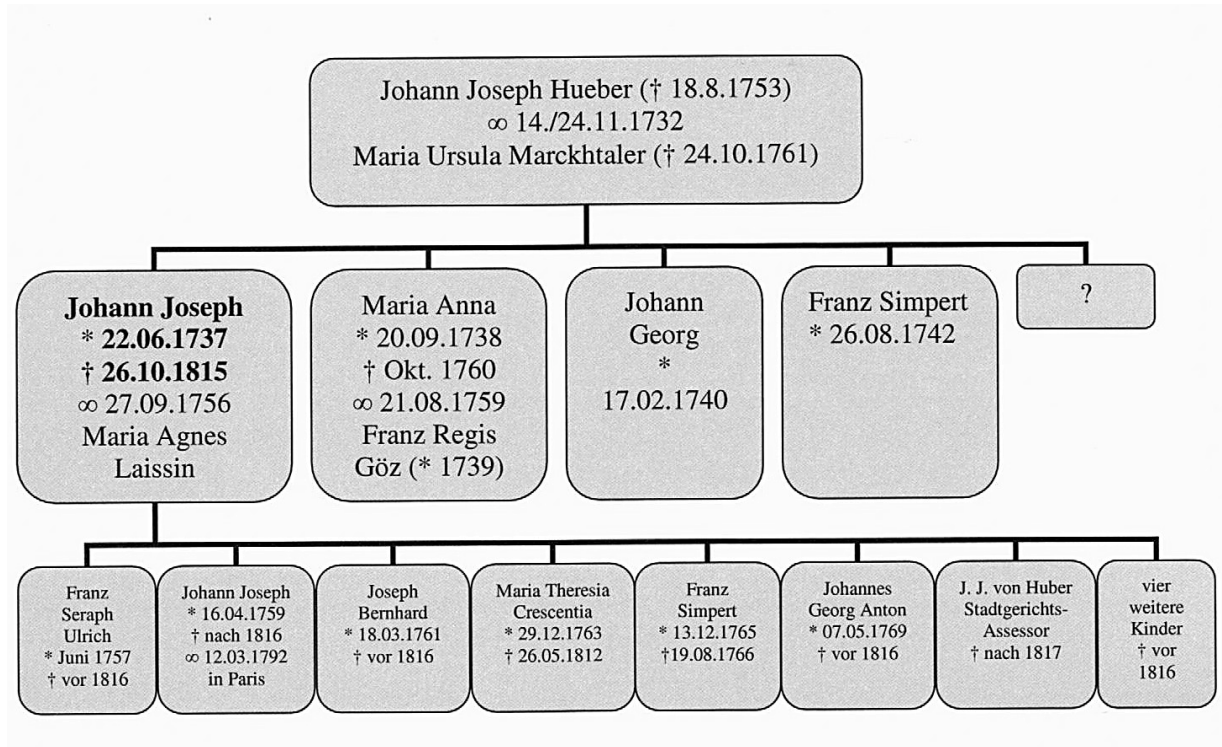 Johann Joseph Hueber († 18.8.1753)
∞ 14./24.11.1732
Maria Ursula Marckhtaler († 24.10.1761)
Johann Joseph
* 22.06.1737
† 26.10.1815
∞ 27.09.1756
Maria Agnes
Laissin
Maria Anna
* 20.09.1738
† Okt. 1760
∞ 21.08.1759
Franz Regis
Göz (* 1739)
Johann
Georg
*
17.02.1740
Franz Simpert
* 26.08.1742
?
Franz
Seraph
Ulrich
* Juni 1757
† vor 1816
Johann Joseph
* 16.04.1759
† nach 1816
∞ 12.03.1792
in Paris
Joseph
Bernhard
* 18.03.1761
† vor 1816
Maria Theresia
Crescentia
* 29.12.1763
† 26.05.1812
Franz
Simpert
* 13.12.1765
†19.08.1766
Johannes
Georg Anton
* 07.05.1769
† vor 1816
J. J. von Huber
Stadtgerichts-
Assessor
† nach 1817
vier
weitere
Kinder
† vor
1816